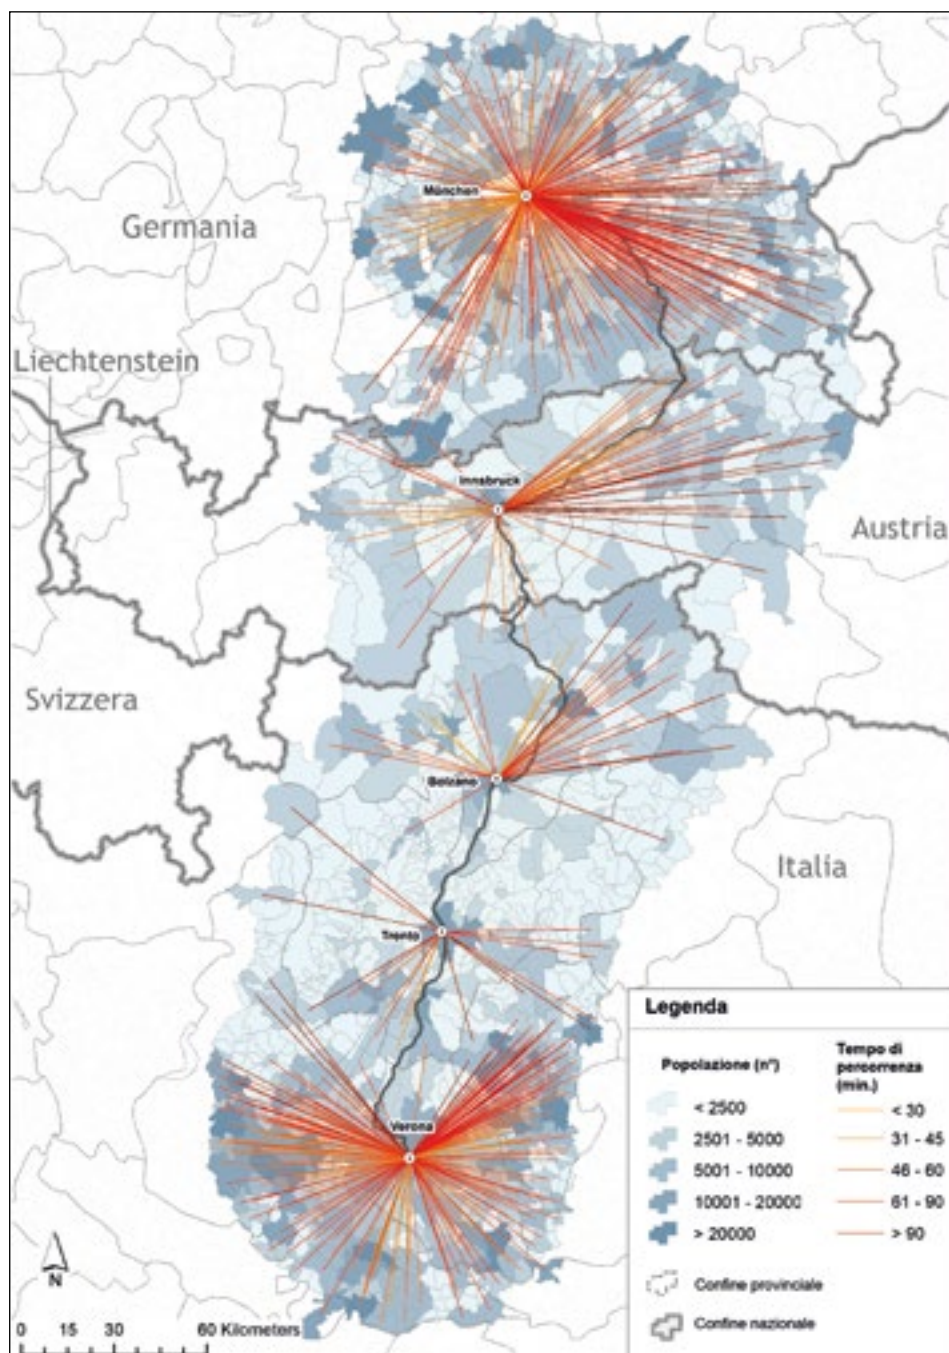 München
Germania
Liechtenstein
Innsbruck
Austria
Svizzera
Bolzano
Italia
Trento
Verona
Legenda
Popolazione (n°)
< 2500
2501 - 5000
5001 - 10000
10001 - 20000
> 20000
Tempo di
percorrenza
(min.)
< 30
31 - 45
46 - 60
61 - 90
> 90
Confine provinciale
Confine nazionale
N
0 15 30 60 Kilometers